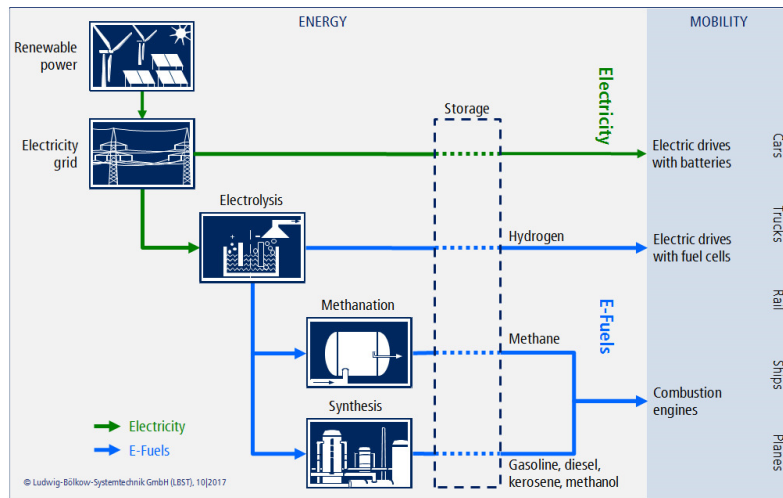 ENERGY
MOBILITY
Renewable
power
Electricity
grid
Storage
Electricity
Electric drives
with batteries
Cars
Electrolysis
Hydrogen
Electric drives
with fuel cells
Trucks
Methanation
Methane
E-Fuels
Rail
Synthesis
Gasoline, diesel,
kerosene, methanol
Combustion
engines
Ships
Planes
Electricity
E-Fuels
© Ludwig-Bölkow-Systemtechnik GmbH (LBST), 10|2017